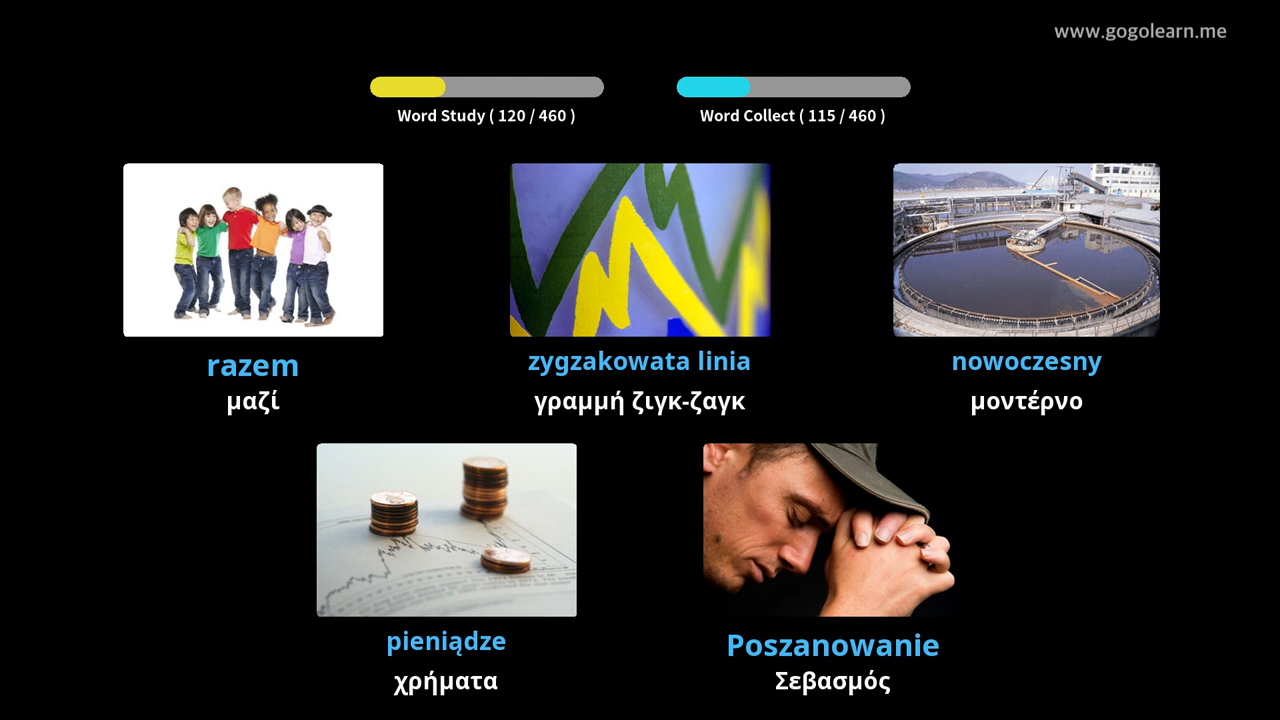 www.gogolearn.me
Word Study ( 120 / 460 )
Word Collect ( 115 / 460 )
razem
μαζί
zygzakowata linia
γραμμή ζιγκ-ζαγκ
nowoczesny
μοντέρνο
pieniądze
χρήματα
Poszanowanie
Σεβασμός